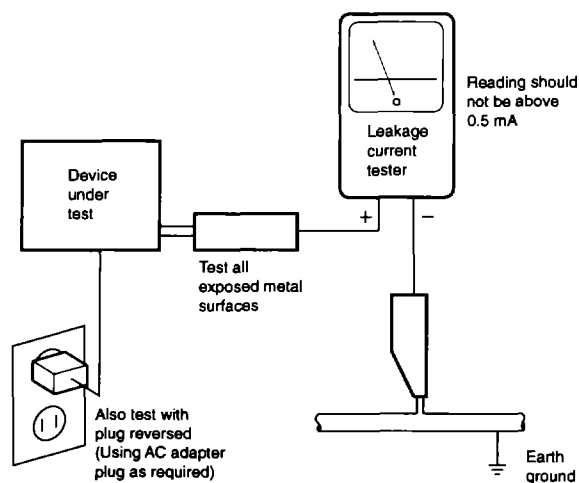 Reading should
not be above
0.5 mA
Leakage
current
tester
Device
under
test
+ −
Test all
exposed metal
surfaces
Also test with
plug reversed
(Using AC adapter
plug as required)
Earth
ground